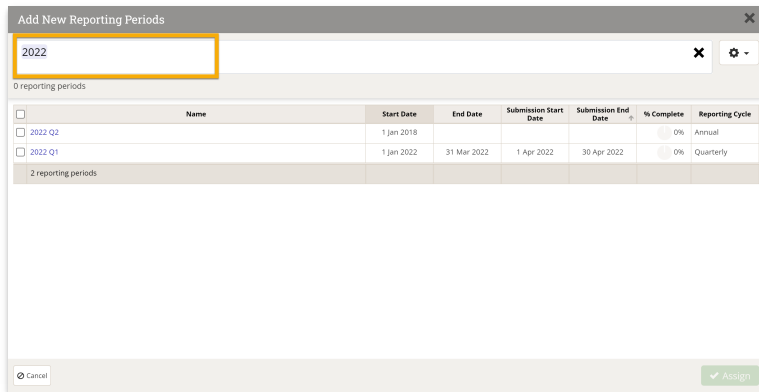 Add New Reporting Periods
2022
0 reporting periods
Name Start Date End Date Submission Start Date Submission End Date % Complete Reporting Cycle
2022 Q2 1 Jan 2018 0% Annual
2022 Q1 1 Jan 2022 31 Mar 2022 1 Apr 2022 30 Apr 2022 0% Quarterly
2 reporting periods
Cancel Assign